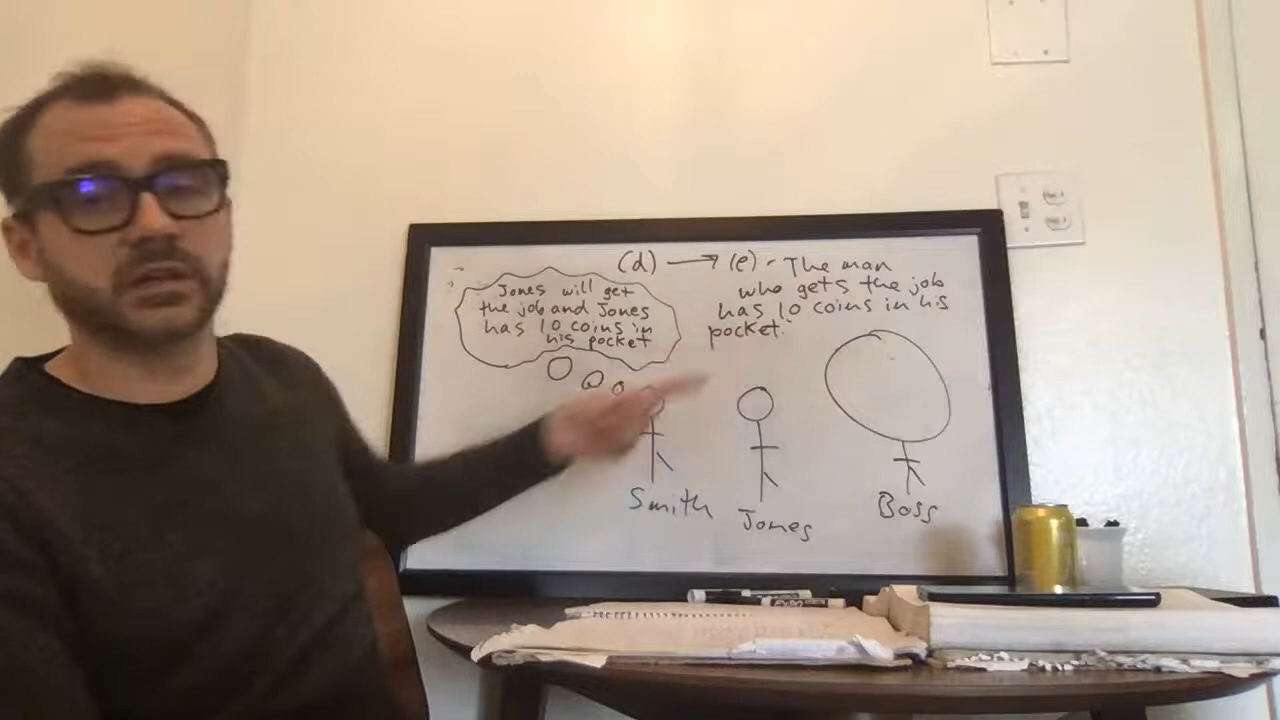 (d) → (e) - The man
who gets the job
has 10 coins in his
pocket."
Jones will get
the job and Jones
has 10 coins in
his pocket
Smith
Jones
Boss